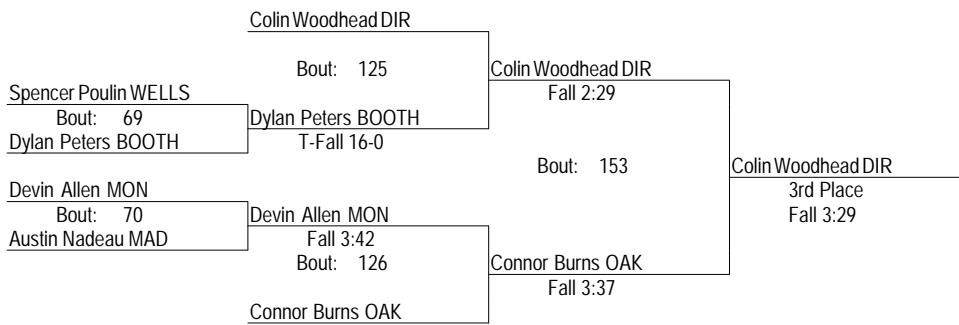 Colin Woodhead DIR
Bout: 125
Colin Woodhead DIR
Spencer Poulin WELLS
Fall 2:29
Bout: 69
Dylan Peters BOOTH
Dylan Peters BOOTH
T-Fall 16-0
Bout: 153
Colin Woodhead DIR
Devin Allen MON
3rd Place
Bout: 70
Devin Allen MON
Fall 3:29
Austin Nadeau MAD
Fall 3:42
Bout: 126
Connor Burns OAK
Fall 3:37
Connor Burns OAK